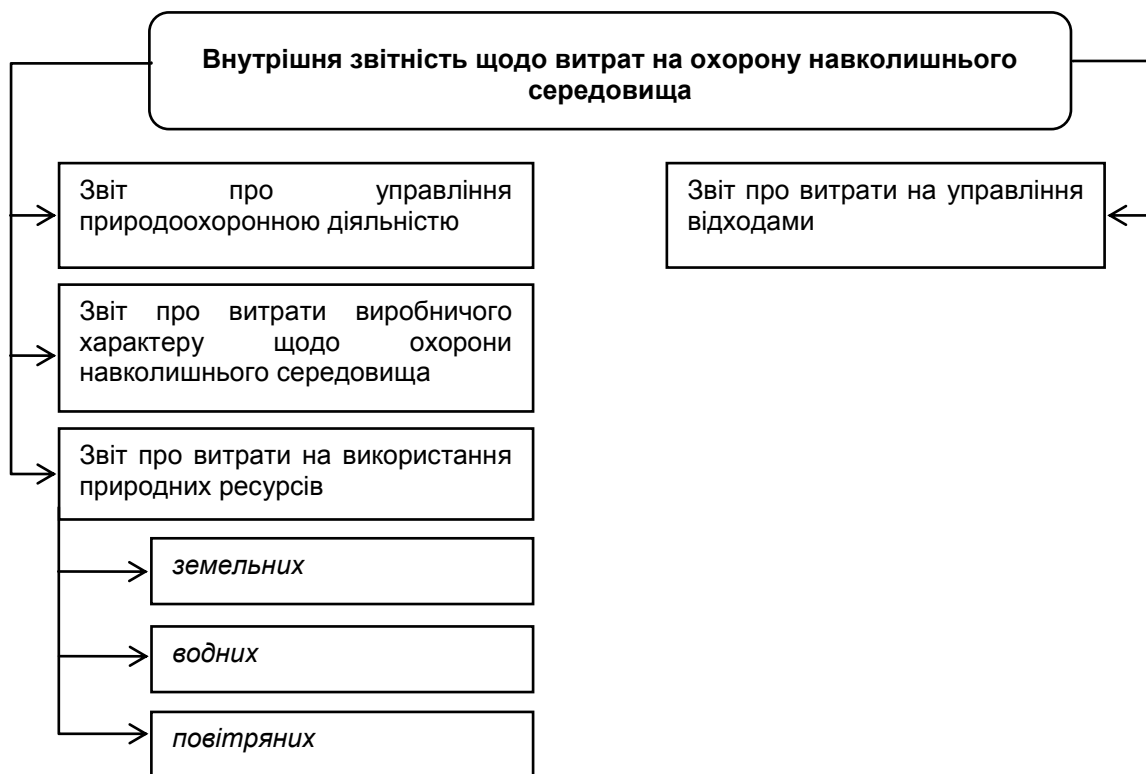 Внутрішня звітність щодо витрат на охорону навколишнього
середовища
Звіт про управління
природоохоронною діяльністю
Звіт про витрати на управління
відходами
Звіт про витрати виробничого
характеру щодо охорони
навколишнього середовища
Звіт про витрати на використання
природних ресурсів
земельних
водних
повітряних